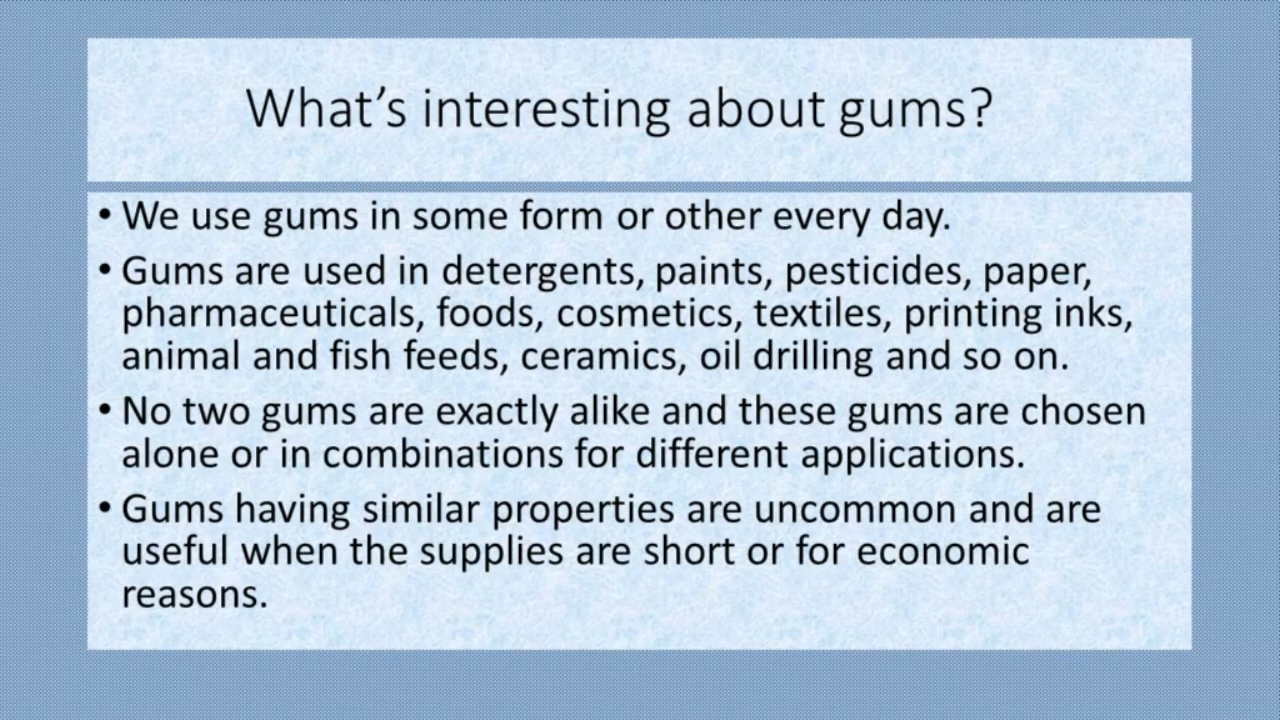 What’s interesting about gums?
• We use gums in some form or other every day.
• Gums are used in detergents, paints, pesticides, paper,
pharmaceuticals, foods, cosmetics, textiles, printing inks,
animal and fish feeds, ceramics, oil drilling and so on.
• No two gums are exactly alike and these gums are chosen
alone or in combinations for different applications.
• Gums having similar properties are uncommon and are
useful when the supplies are short or for economic
reasons.